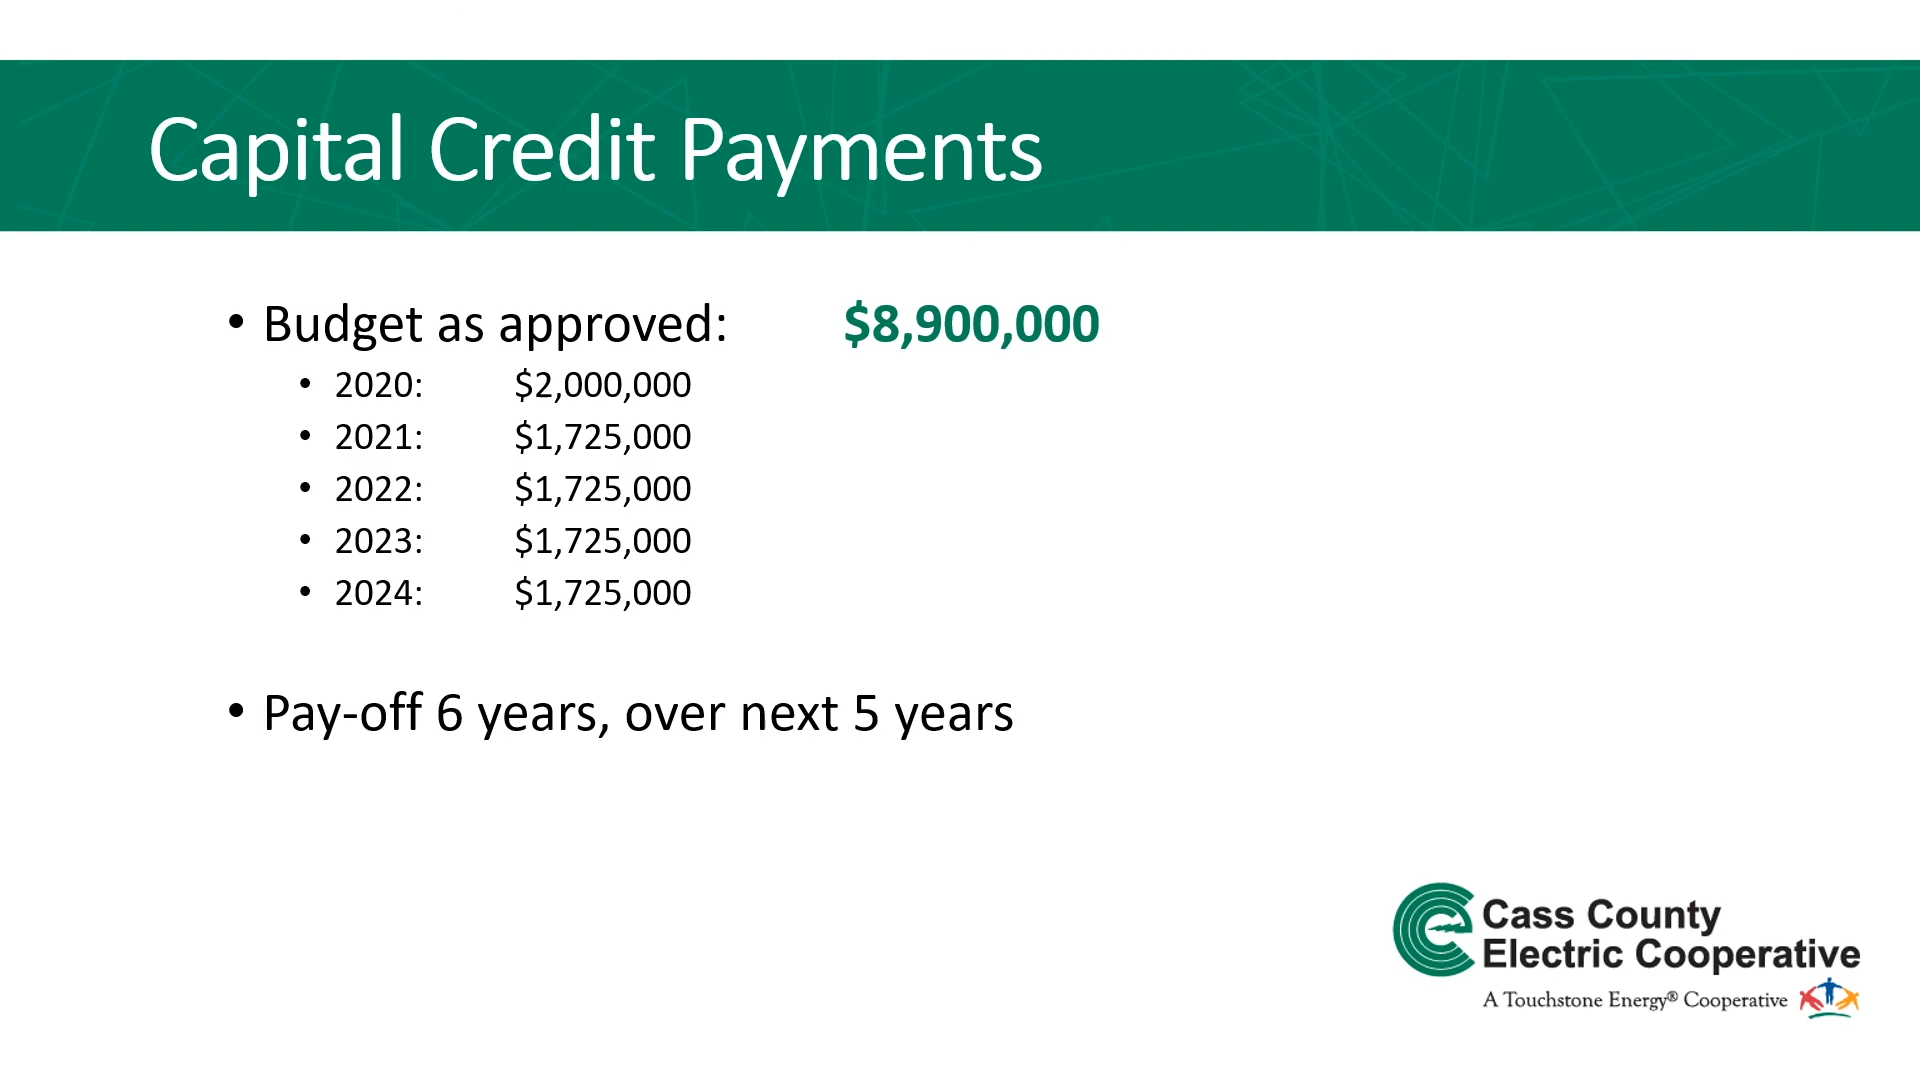 Capital Credit Payments
• Budget as approved: $8,900,000
• 2020: $2,000,000
• 2021: $1,725,000
• 2022: $1,725,000
• 2023: $1,725,000
• 2024: $1,725,000
• Pay-off 6 years, over next 5 years
Cass County
Electric Cooperative
A Touchstone Energy® Cooperative